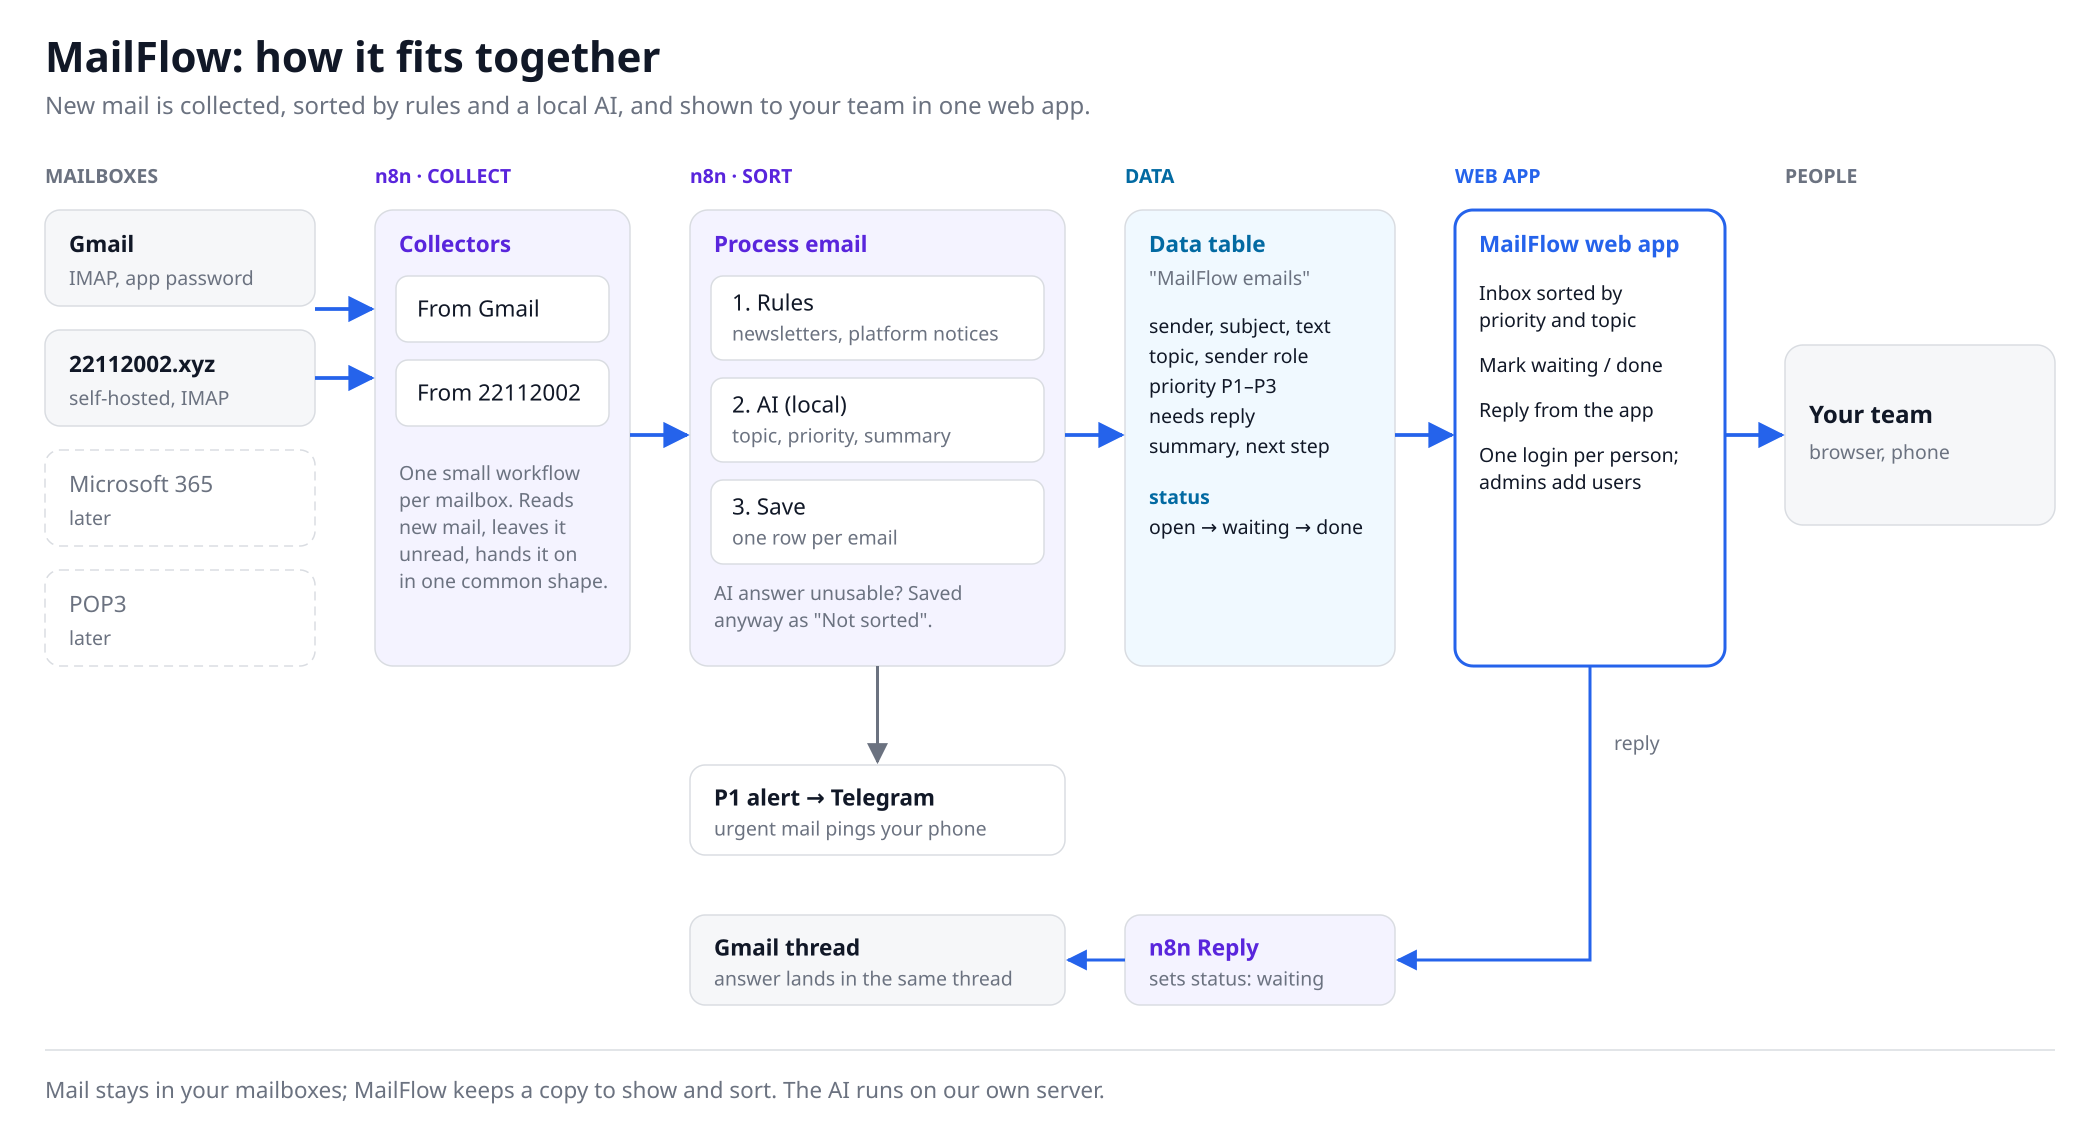 MailFlow: how it fits together
New mail is collected, sorted by rules and a local AI, and shown to your team in one web app.
MAILBOXES
Gmail
IMAP, app password
22112002.xyz
self-hosted, IMAP
Microsoft 365
later
POP3
later
n8n · COLLECT
Collectors
From Gmail
From 22112002
One small workflow
per mailbox. Reads
new mail, leaves it
unread, hands it on
in one common shape.
n8n · SORT
Process email
1. Rules
newsletters, platform notices
2. AI (local)
topic, priority, summary
3. Save
one row per email
AI answer unusable? Saved
anyway as "Not sorted".
DATA
Data table
"MailFlow emails"
sender, subject, text
topic, sender role
priority P1–P3
needs reply
summary, next step
status
open → waiting → done
WEB APP
MailFlow web app
Inbox sorted by
priority and topic
Mark waiting / done
Reply from the app
One login per person;
admins add users
PEOPLE
Your team
browser, phone
P1 alert → Telegram
urgent mail pings your phone
reply
Gmail thread
answer lands in the same thread
n8n Reply
sets status: waiting
Mail stays in your mailboxes; MailFlow keeps a copy to show and sort. The AI runs on our own server.